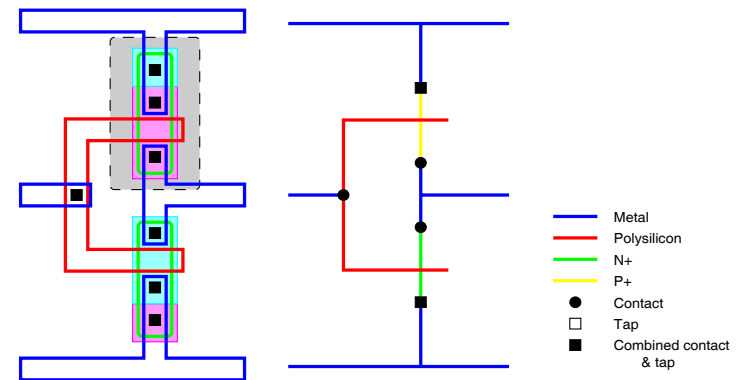 Metal
Polysilicon
N+
P+
Contact
Tap
Combined contact
& tap